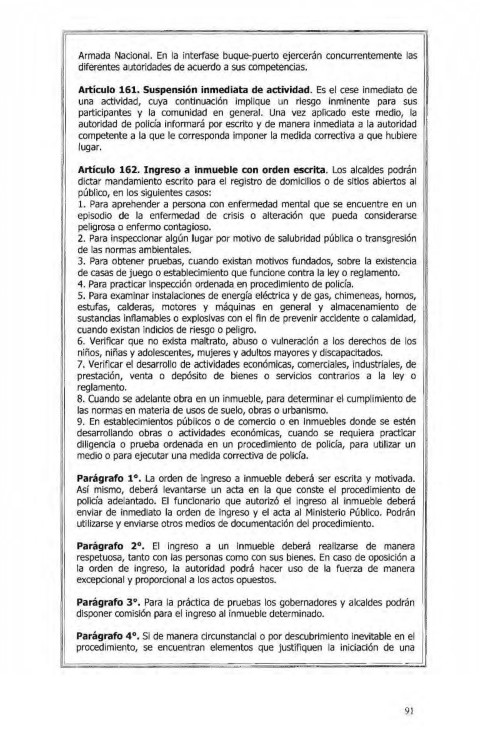 Armada Nacional. En la interfase buque-puerto ejercerán concurrentemente las
diferentes autoridades de acuerdo a sus competencias.
Artículo 161. Suspensión inmediata de actividad. Es el cese inmediato de
una actividad, cuya continuación implique un riesgo inminente para sus
participantes y la comunidad en general. Una vez aplicado este medio, la
autoridad de policía informará por escrito y de manera inmediata a la autoridad
competente a la que le corresponda imponer la medida correctiva a que hubiere
lugar.
Artículo 162. Ingreso a inmueble con orden escrita. Los alcaldes podrán
dictar mandamiento escrito para el registro de domicilios o de sitios abiertos al
público, en los siguientes casos:
1. Para aprehender a persona con enfermedad mental que se encuentre en un
episodio de la enfermedad de crisis o alteración que pueda considerarse
peligrosa o enfermo contagioso.
2. Para inspeccionar algún lugar por motivo de salubridad pública o transgresión
de las normas ambientales.
3. Para obtener pruebas, cuando existan motivos fundados, sobre la existencia
de casas de juego o establecimiento que funcione contra la ley o reglamento.
4. Para practicar inspección ordenada en procedimiento de policía.
5. Para examinar instalaciones de energía eléctrica y de gas, chimeneas, hornos,
estufas, calderas, motores y máquinas en general y almacenamiento de
sustancias inflamables o explosivas con el fin de prevenir accidente o calamidad,
cuando existan indicios de riesgo o peligro.
6. Verificar que no exista maltrato, abuso o vulneración a los derechos de los
niños, niñas y adolescentes, mujeres y adultos mayores y discapacitados.
7. Verificar el desarrollo de actividades económicas, comerciales, industriales, de
prestación, venta o depósito de bienes o servicios contrarios a la ley o
reglamento.
8. Cuando se adelante obra en un inmueble, para determinar el cumplimiento de
las normas en materia de usos de suelo, obras o urbanismo.
9. En establecimientos públicos o de comercio o en inmuebles donde se estén
desarrollando obras o actividades económicas, cuando se requiera practicar
diligencia o prueba ordenada en un procedimiento de policía, para utilizar un
medio o para ejecutar una medida correctiva de policía.
Parágrafo 1º. La orden de ingreso a inmueble deberá ser escrita y motivada.
Así mismo, deberá levantarse un acta en la que conste el procedimiento de
policía adelantado. El funcionario que autorizó el ingreso al inmueble deberá
enviar de inmediato la orden de ingreso y el acta al Ministerio Público. Podrán
utilizarse y enviarse otros medios de documentación del procedimiento.
Parágrafo 2º. El ingreso a un inmueble deberá realizarse de manera
respetuosa, tanto con las personas como con sus bienes. En caso de oposición a
la orden de ingreso, la autoridad podrá hacer uso de la fuerza de manera
excepcional y proporcional a los actos opuestos.
Parágrafo 3º. Para la práctica de pruebas los gobernadores y alcaldes podrán
disponer comisión para el ingreso al inmueble determinado.
Parágrafo 4º. Si de manera circunstancial o por descubrimiento inevitable en el
procedimiento, se encuentran elementos que justifiquen la iniciación de una
91